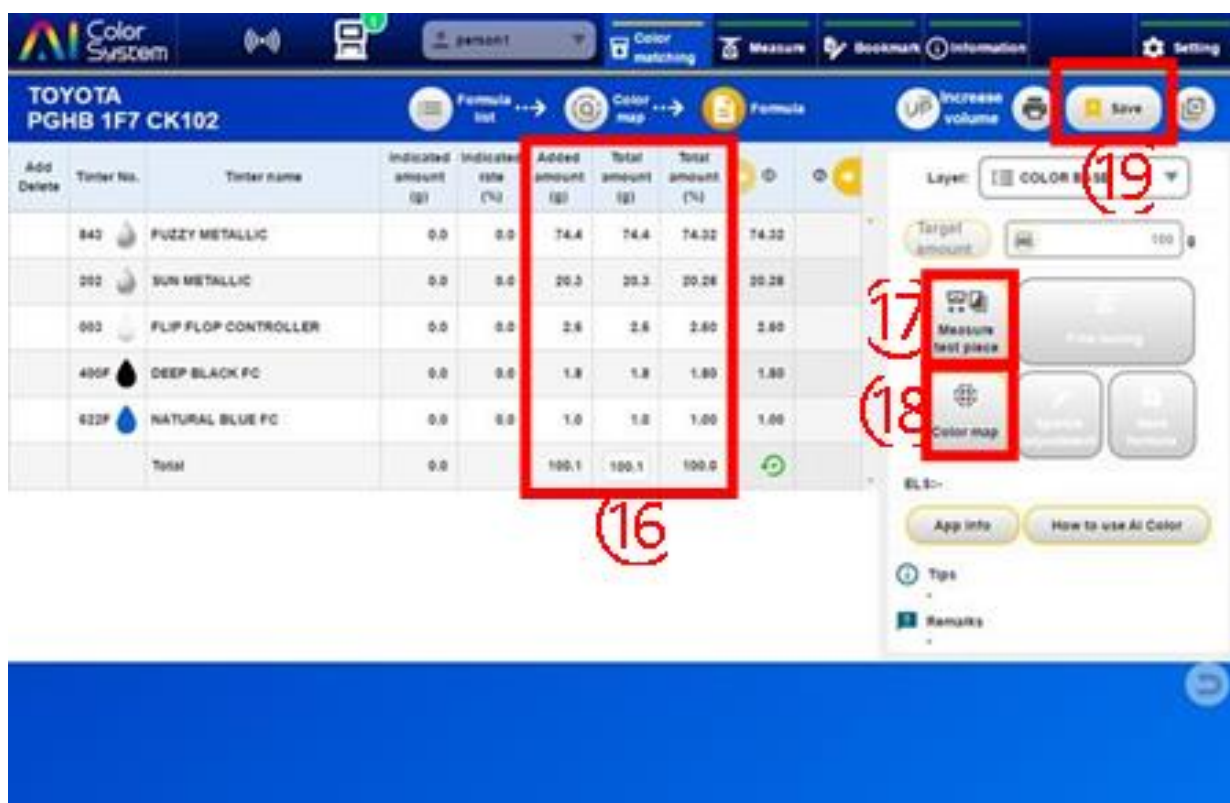 AI Color System
person1
Color matching
Measure
Bookmark
Information
Setting
TOYOTA
PGHB 1F7 CK102
Formula list
Color map
Formula
UP Increase volume
Save
19
Add Delete
Tinter No.
Tinter name
Indicated amount (g)
Indicated rate (%)
Added amount (g)
Total amount (g)
Total amount (%)
843 FUZZY METALLIC 0.0 0.0 74.4 74.4 74.32 74.32
202 SUN METALLIC 0.0 0.0 20.3 20.3 20.28 20.28
003 FLIP FLOP CONTROLLER 0.0 0.0 2.6 2.6 2.60 2.60
400F DEEP BLACK FC 0.0 0.0 1.8 1.8 1.80 1.80
622F NATURAL BLUE FC 0.0 0.0 1.0 1.0 1.00 1.00
Total 0.0 100.1 100.1 100.0
16
Layer: COLOR BASE
Target amount 100 g
17
Measure test piece
18
Color map
ELS:-
App info
How to use AI Color
Tips
-
Remarks
-